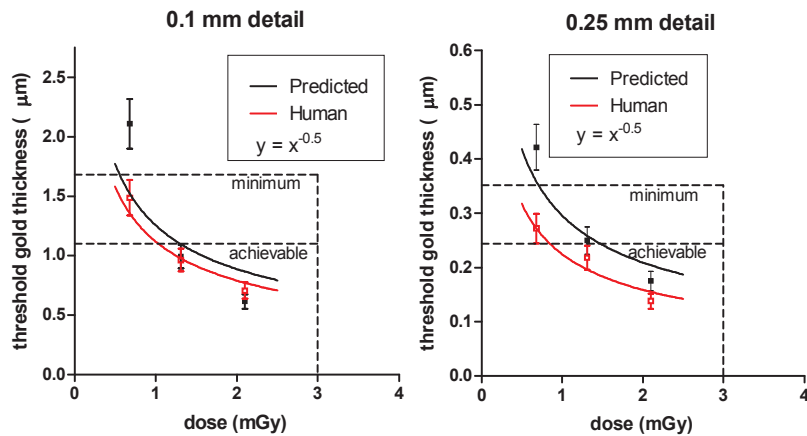 0.1 mm detail
threshold gold thickness ( μm)
2.5
2.0
1.5
1.0
0.5
0.0
Predicted
Human
y = x^-0.5
minimum
achievable
0
1
2
3
4
dose (mGy)
0.25 mm detail
threshold gold thickness ( μm)
0.6
0.5
0.4
0.3
0.2
0.1
0.0
Predicted
Human
y = x^-0.5
minimum
achievable
0
1
2
3
4
dose (mGy)